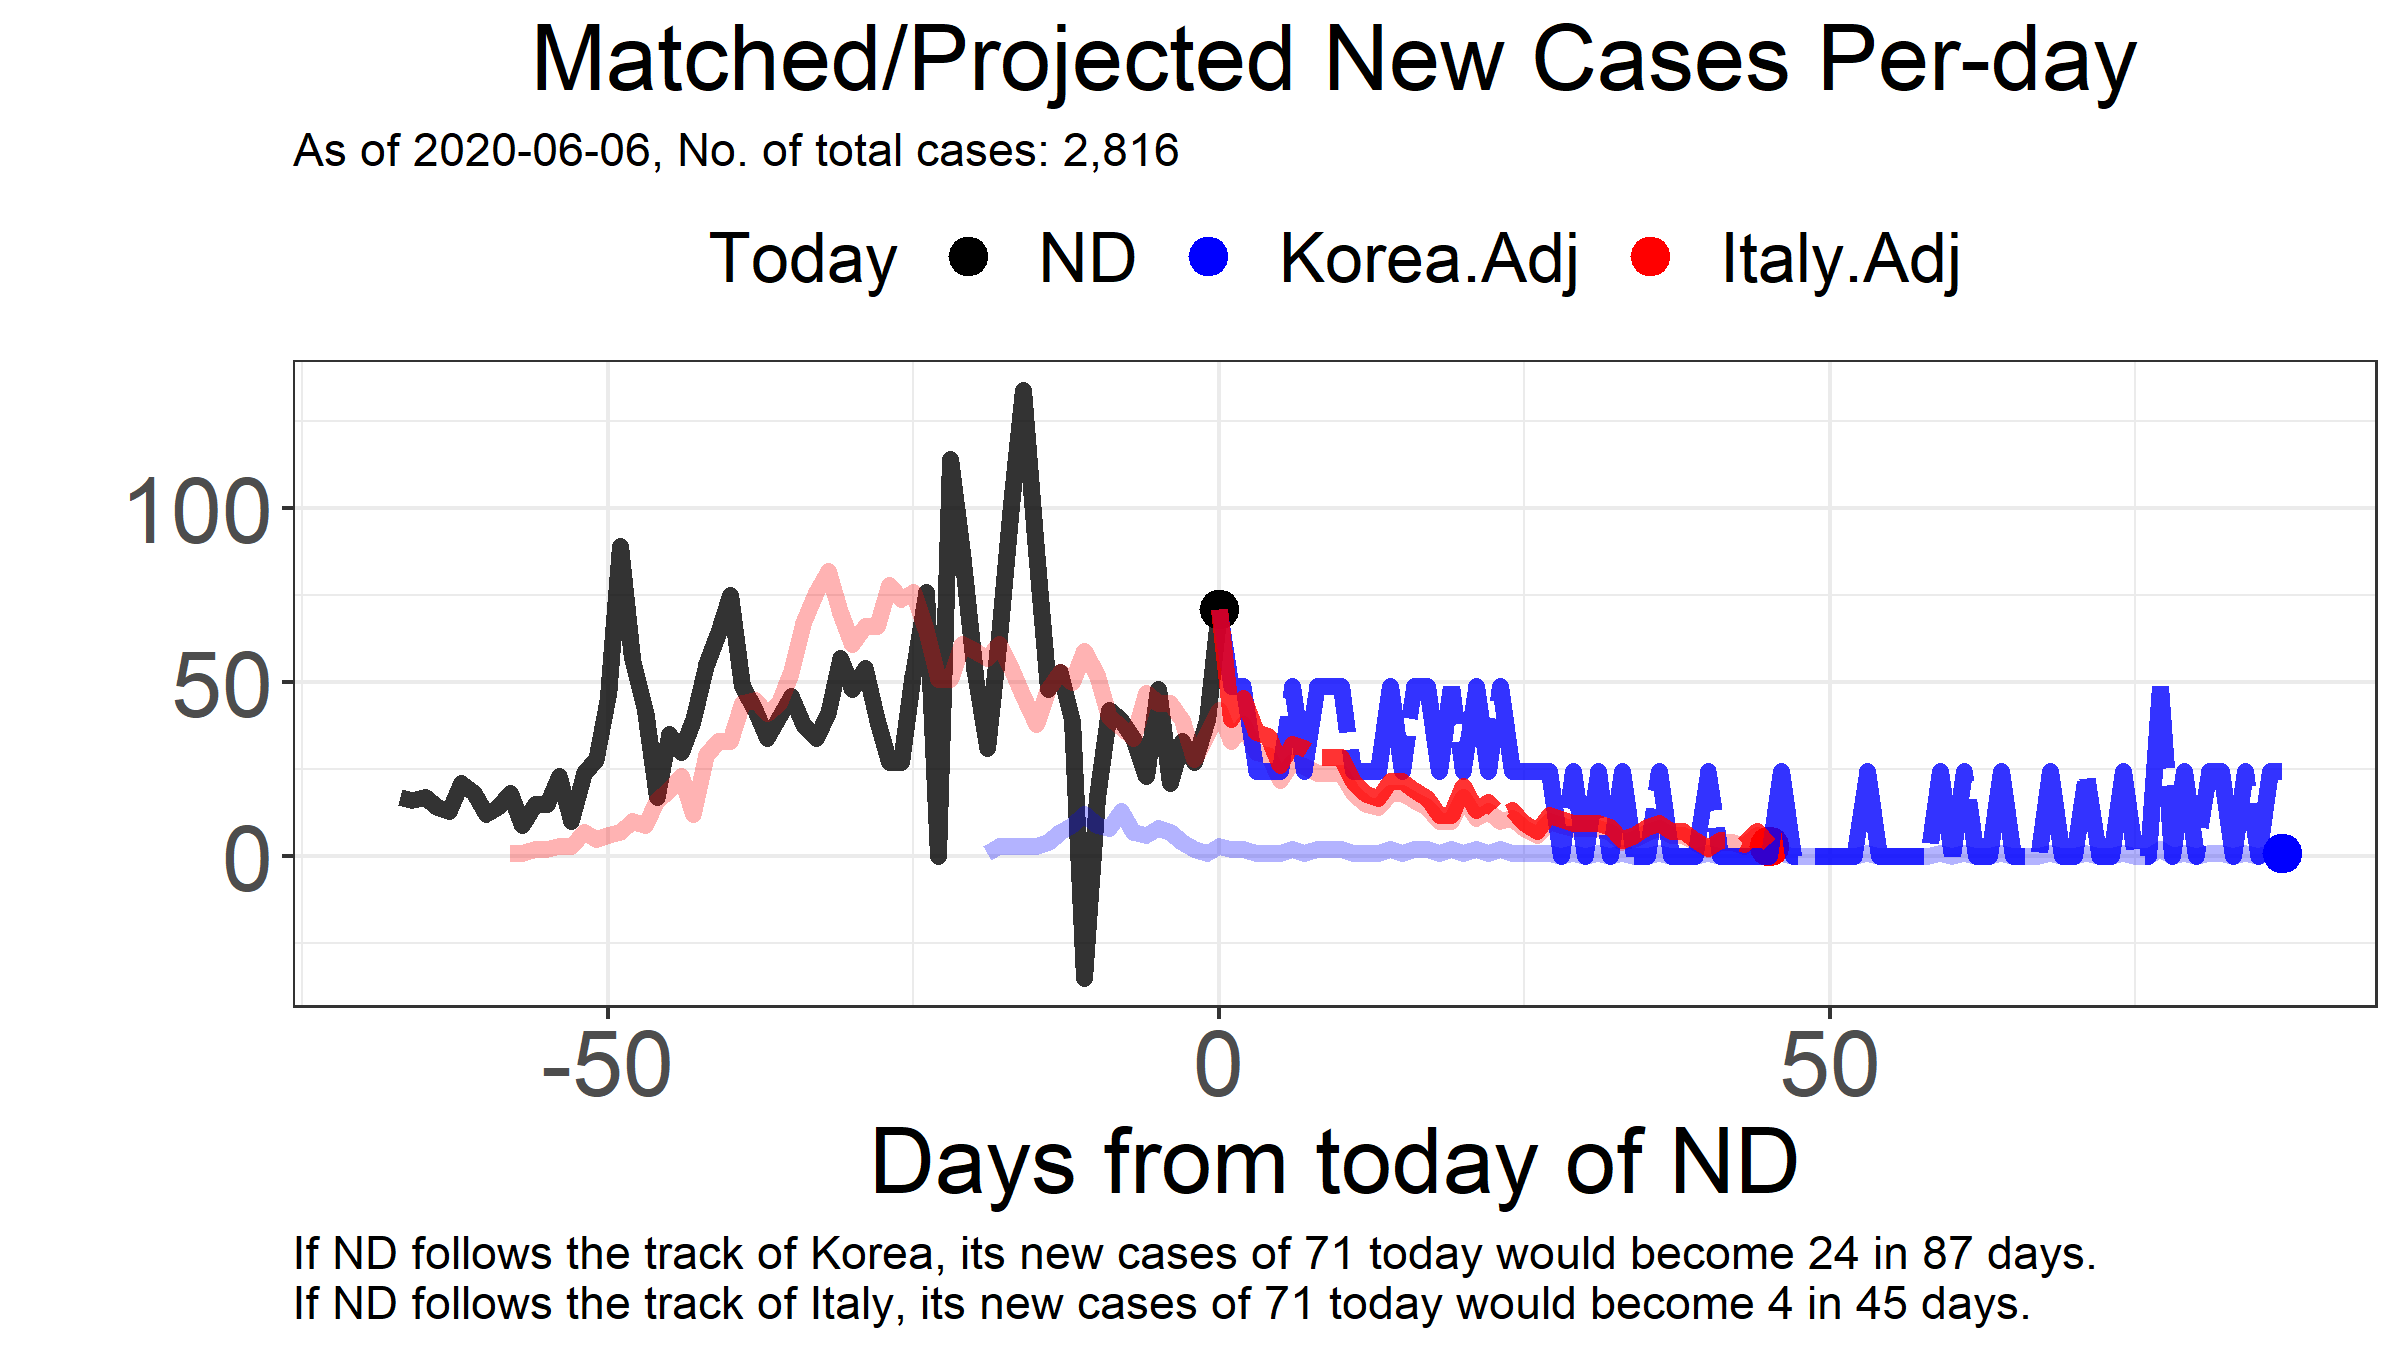 Matched/Projected New Cases Per-day
As of 2020-06-06, No. of total cases: 2,816
Today ND Korea.Adj Italy.Adj
100
50
0
-50 0 50
Days from today of ND
If ND follows the track of Korea, its new cases of 71 today would become 24 in 87 days.
If ND follows the track of Italy, its new cases of 71 today would become 4 in 45 days.